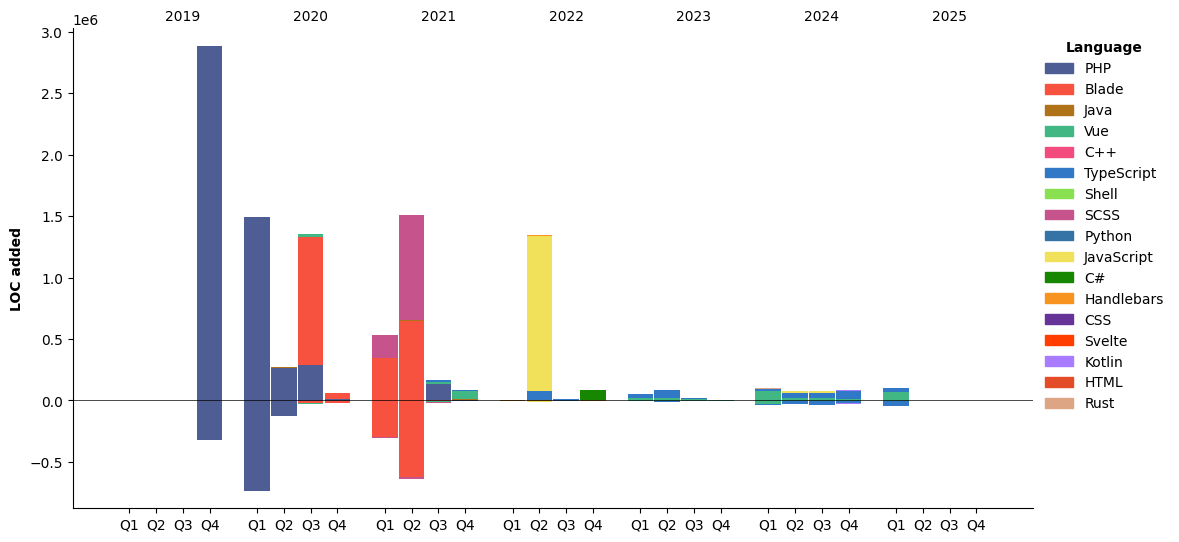 1e6
2019 2020 2021 2022 2023 2024 2025
3.0
2.5
2.0
1.5
1.0
0.5
0.0
−0.5
LOC added
Q1 Q2 Q3 Q4 Q1 Q2 Q3 Q4 Q1 Q2 Q3 Q4 Q1 Q2 Q3 Q4 Q1 Q2 Q3 Q4 Q1 Q2 Q3 Q4 Q1 Q2 Q3 Q4
Language
PHP
Blade
Java
Vue
C++
TypeScript
Shell
SCSS
Python
JavaScript
C#
Handlebars
CSS
Svelte
Kotlin
HTML
Rust